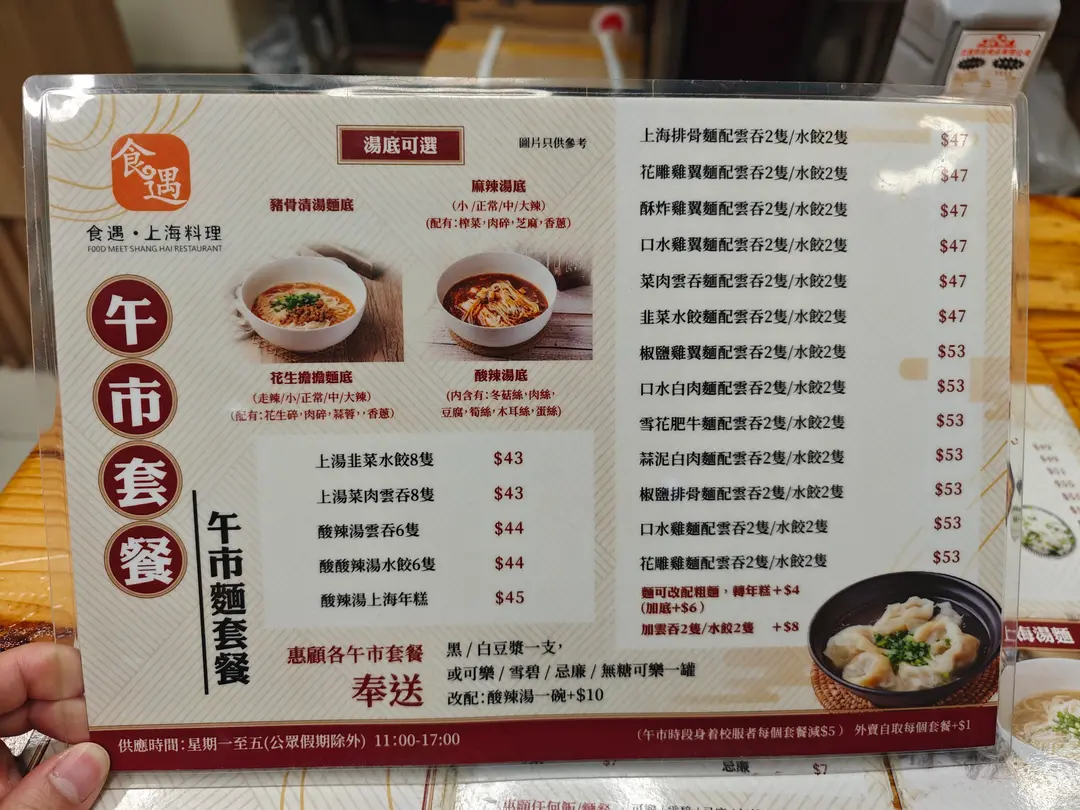 食遇
食遇・上海料理
FOOD MEET SHANG HAI RESTAURANT
午市套餐
午市麵套餐
湯底可選
圖片只供參考
豬骨清湯麵底
麻辣湯底
(小/正常/中/大辣)
(配有:榨菜,肉碎,芝麻,香蔥)
花生擔擔麵底
(走辣/小/正常/中/大辣)
(配有:花生碎,肉碎,蒜蓉,香蔥)
酸辣湯底
(內含有:冬菇絲,肉絲,
豆腐,筍絲,木耳絲,蛋絲)
上湯韭菜水餃8隻 $43
上湯菜肉雲吞8隻 $43
酸辣湯雲吞6隻 $44
酸酸辣湯水餃6隻 $44
酸辣湯上海年糕 $45
上海排骨麵配雲吞2隻/水餃2隻 $47
花雕雞翼麵配雲吞2隻/水餃2隻 $47
酥炸雞翼麵配雲吞2隻/水餃2隻 $47
口水雞翼麵配雲吞2隻/水餃2隻 $47
菜肉雲吞麵配雲吞2隻/水餃2隻 $47
韭菜水餃麵配雲吞2隻/水餃2隻 $47
椒鹽雞翼麵配雲吞2隻/水餃2隻 $53
口水白肉麵配雲吞2隻/水餃2隻 $53
雪花肥牛麵配雲吞2隻/水餃2隻 $53
蒜泥白肉麵配雲吞2隻/水餃2隻 $53
椒鹽排骨麵配雲吞2隻/水餃2隻 $53
口水雞麵配雲吞2隻/水餃2隻 $53
花雕雞麵配雲吞2隻/水餃2隻 $53
麵可改配粗麵,轉年糕+$4
(加底+$6)
加雲吞2隻/水餃2隻 +$8
惠顧各午市套餐
奉送
黑/白豆漿一支,
或可樂/雪碧/忌廉/無糖可樂一罐
改配:酸辣湯一碗+$10
供應時間:星期一至五(公眾假期除外) 11:00-17:00
(午市時段身着校服者每個套餐減$5) 外賣自取每個套餐+$1
海湯麵
忌廉 $7
惠顧任何飯/麵餐